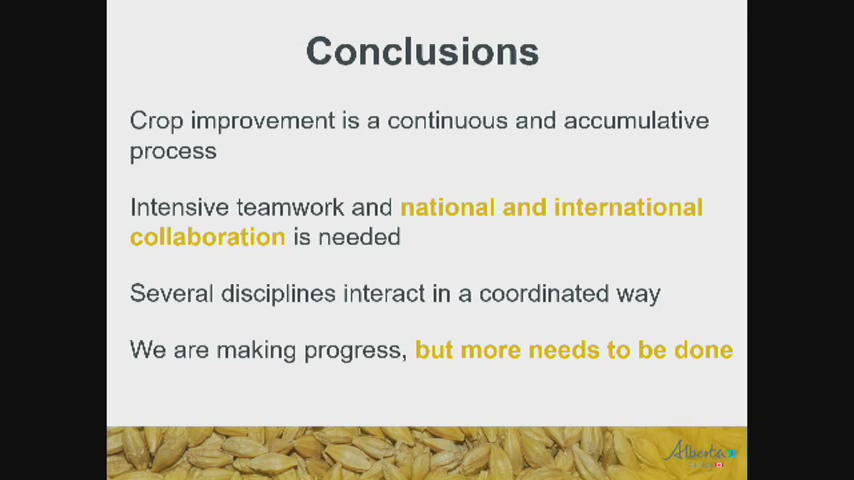 Conclusions
Crop improvement is a continuous and accumulative
process
Intensive teamwork and national and international
collaboration is needed
Several disciplines interact in a coordinated way
We are making progress, but more needs to be done
Alberta